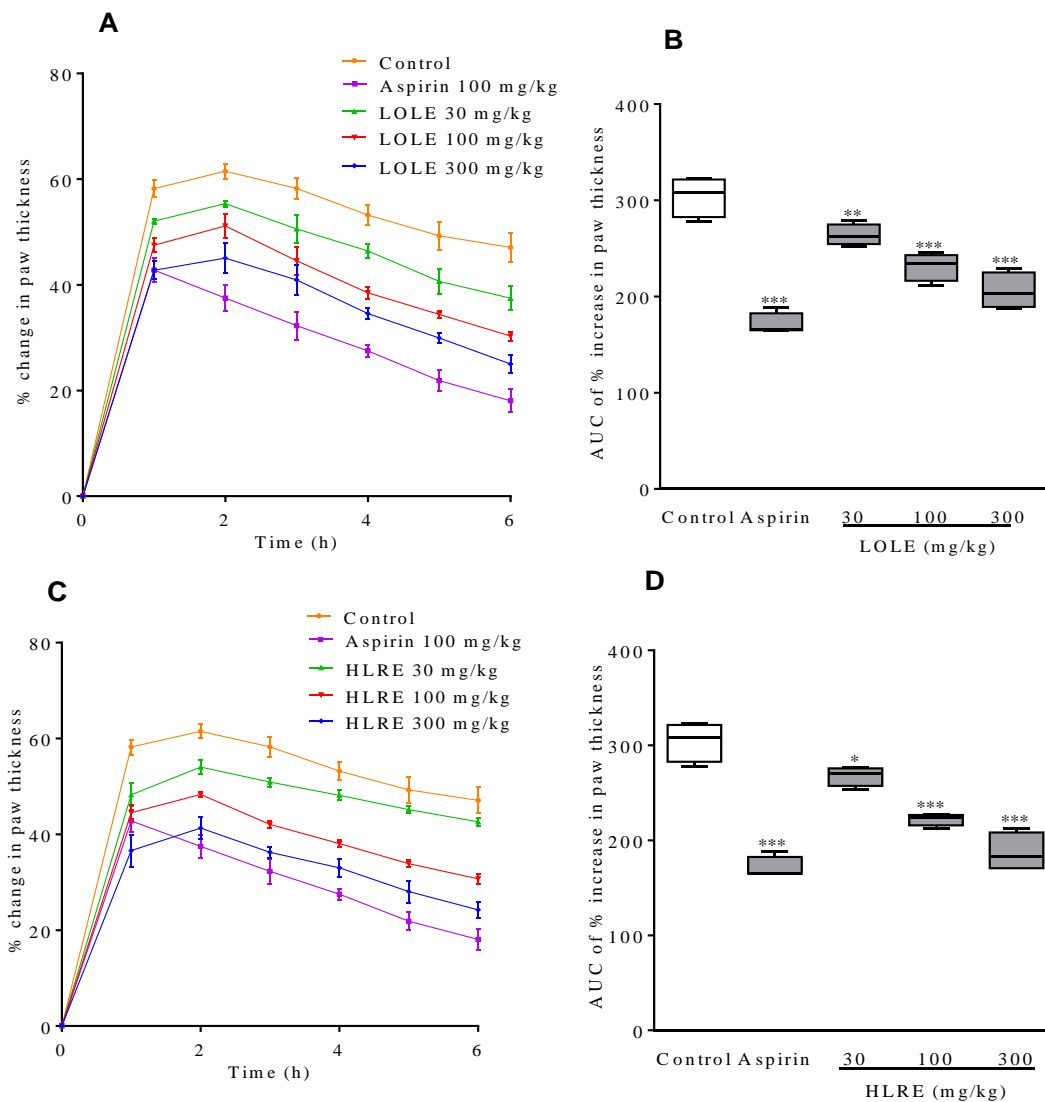 A
Control
Aspirin 100 mg/kg
LOLE 30 mg/kg
LOLE 100 mg/kg
LOLE 300 mg/kg
% change in paw thickness
80
60
40
20
0
0 2 4 6
Time (h)
B
AUC of % increase in paw thickness
400
300
200
100
0
**
***
***
***
Control Aspirin 30 100 300
LOLE (mg/kg)
C
Control
Aspirin 100 mg/kg
HLRE 30 mg/kg
HLRE 100 mg/kg
HLRE 300 mg/kg
% change in paw thickness
80
60
40
20
0
0 2 4 6
Time (h)
D
AUC of % increase in paw thickness
400
300
200
100
0
*
***
***
***
Control Aspirin 30 100 300
HLRE (mg/kg)